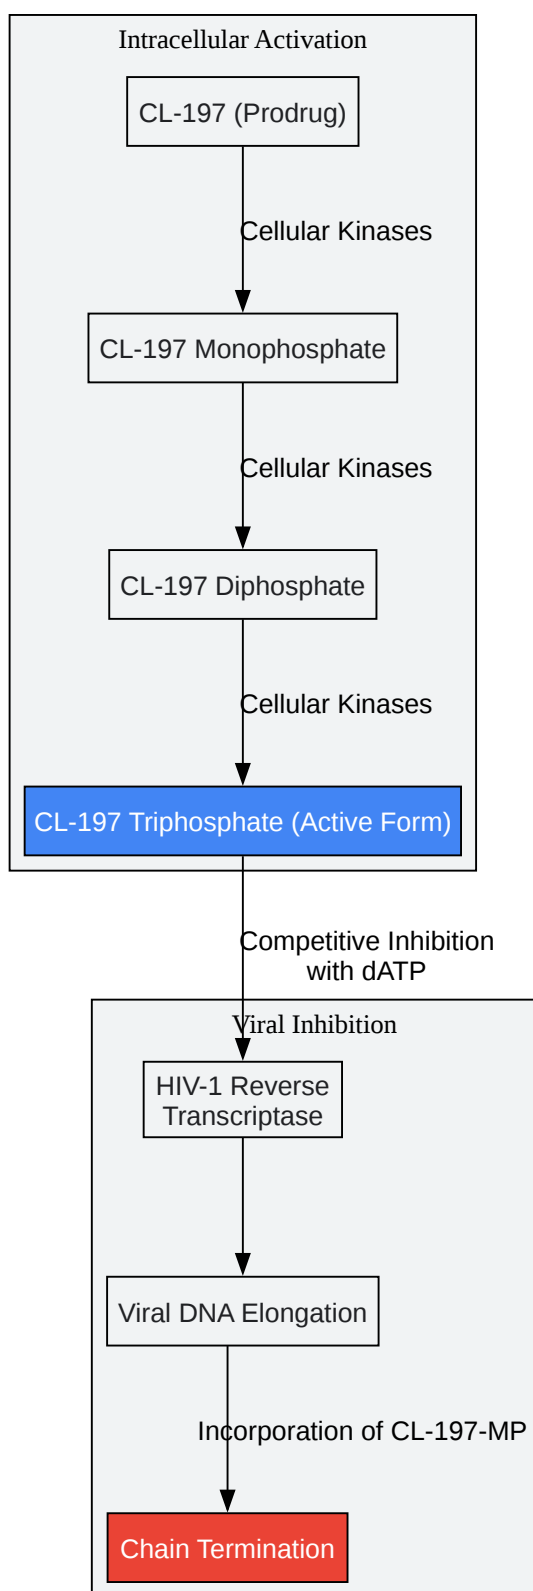 Intracellular Activation
CL-197 (Prodrug)
Cellular Kinases
CL-197 Monophosphate
Cellular Kinases
CL-197 Diphosphate
Cellular Kinases
CL-197 Triphosphate (Active Form)
Competitive Inhibition
with dATP
Viral Inhibition
HIV-1 Reverse
Transcriptase
Viral DNA Elongation
Incorporation of CL-197-MP
Chain Termination